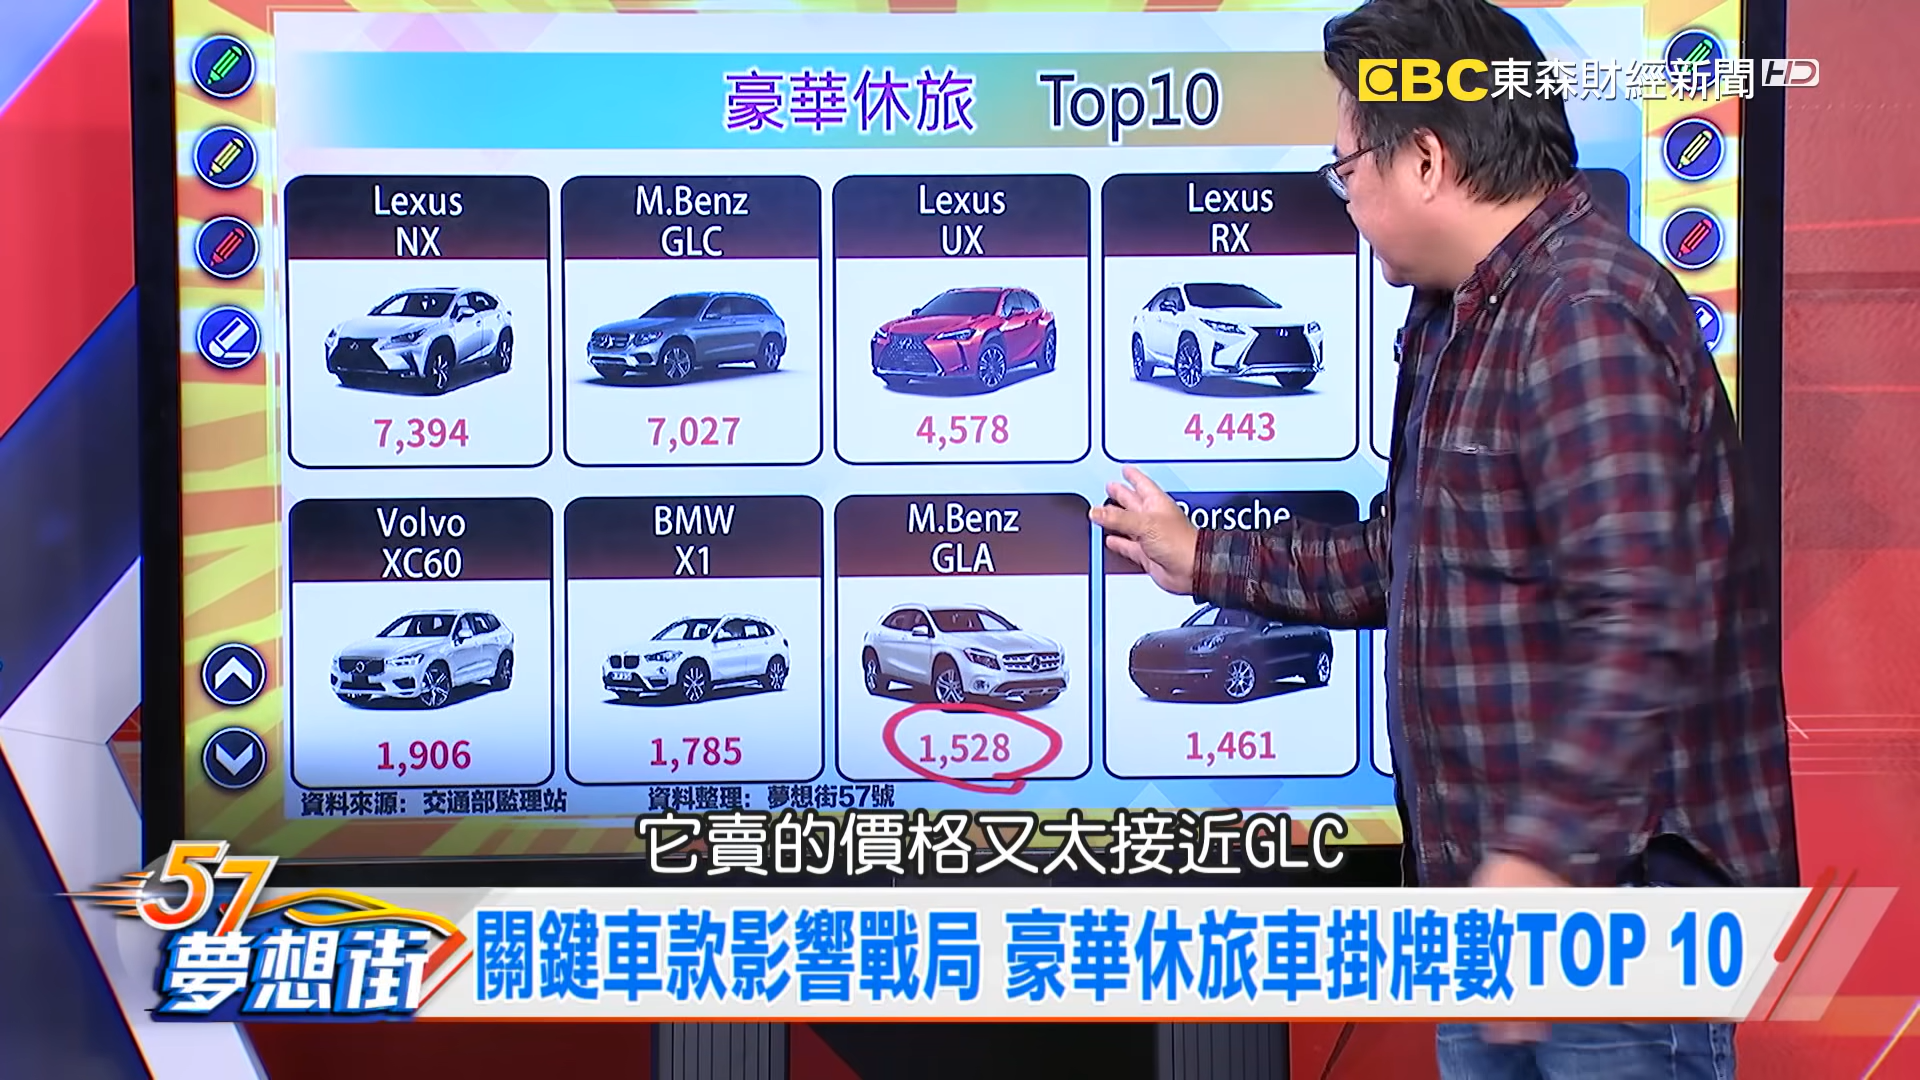 EBC東森財經新聞HD
豪華休旅 Top10
Lexus
NX
7,394
M.Benz
GLC
7,027
Lexus
UX
4,578
Lexus
RX
4,443
Volvo
XC60
1,906
BMW
X1
1,785
M.Benz
GLA
1,528
Porsche
1,461
資料來源：交通部監理站
資料整理：夢想街57號
它賣的價格又太接近GLC
57
夢想街
關鍵車款影響戰局 豪華休旅車掛牌數TOP 10